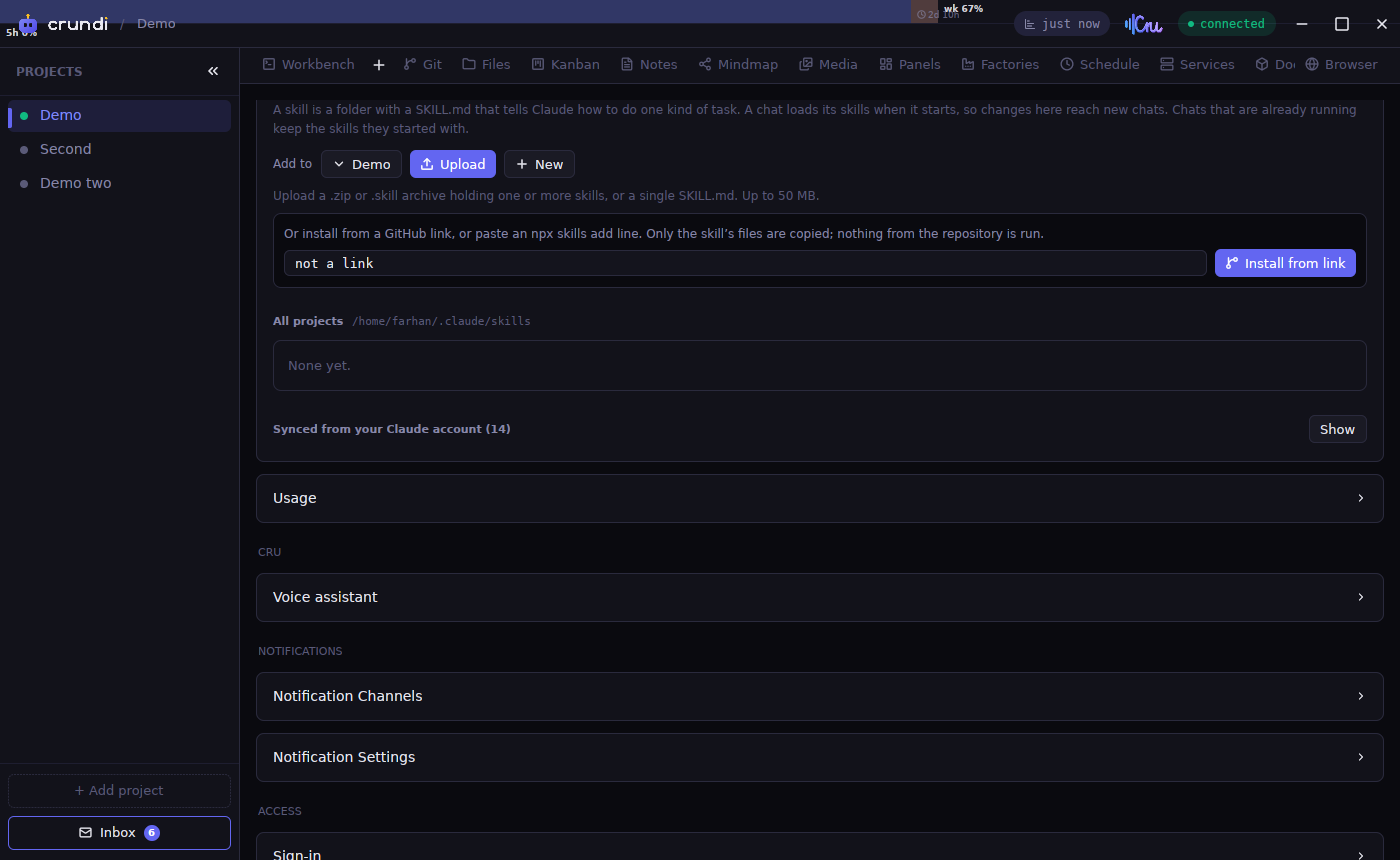 5h 0%
crundi / Demo
2d 10h
wk 67%
just now
Cru
connected
PROJECTS
Workbench
Git
Files
Kanban
Notes
Mindmap
Media
Panels
Factories
Schedule
Services
Browser
Demo
Second
Demo two
A skill is a folder with a SKILL.md that tells Claude how to do one kind of task. A chat loads its skills when it starts, so changes here reach new chats. Chats that are already running
keep the skills they started with.
Add to
Demo
Upload
+ New
Upload a .zip or .skill archive holding one or more skills, or a single SKILL.md. Up to 50 MB.
Or install from a GitHub link, or paste an npx skills add line. Only the skill’s files are copied; nothing from the repository is run.
not a link
Install from link
All projects /home/farhan/.claude/skills
None yet.
Synced from your Claude account (14)
Show
Usage
CRU
Voice assistant
NOTIFICATIONS
Notification Channels
Notification Settings
ACCESS
Sign-in
+ Add project
Inbox 6